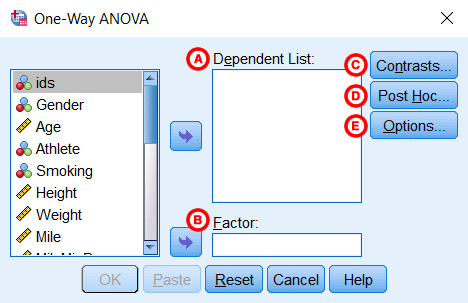 One-Way ANOVA
A Dependent List:
C Contrasts...
D Post Hoc...
E Options...
ids
Gender
Age
Athlete
Smoking
Height
Weight
Mile
B Factor:
OK Paste Reset Cancel Help